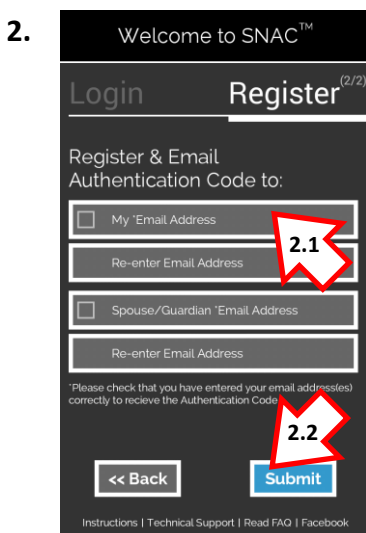 2.
Welcome to SNAC™
Login
Register (2/2)
Register & Email
Authentication Code to:
My *Email Address
2.1
Re-enter Email Address
Spouse/Guardian *Email Address
Re-enter Email Address
*Please check that you have entered your email address(es)
correctly to recieve the Authentication Code
2.2
<< Back
Submit
Instructions | Technical Support | Read FAQ | Facebook